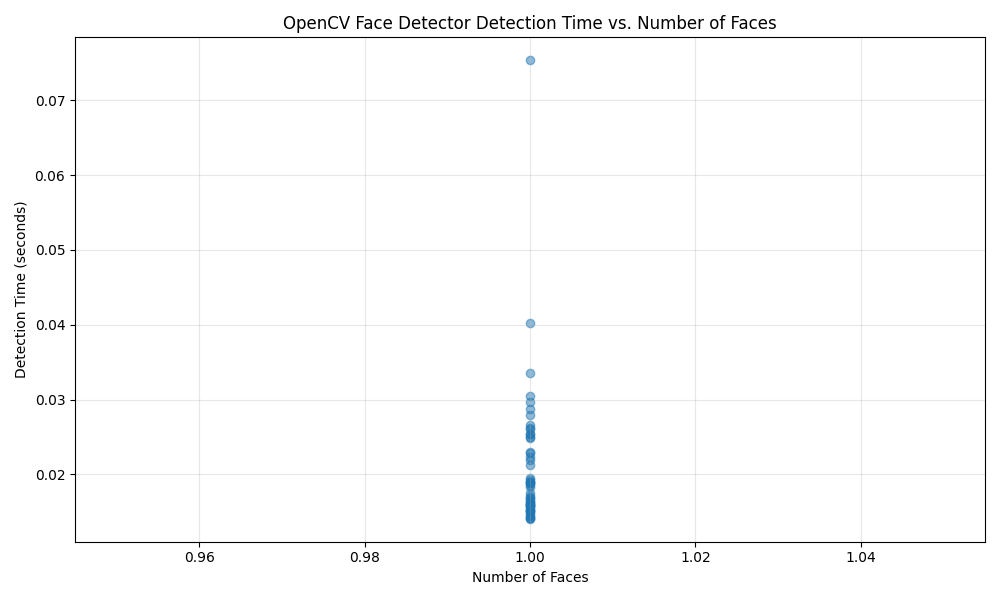 OpenCV Face Detector Detection Time vs. Number of Faces
Detection Time (seconds)
0.07
0.06
0.05
0.04
0.03
0.02
0.96 0.98 1.00 1.02 1.04
Number of Faces